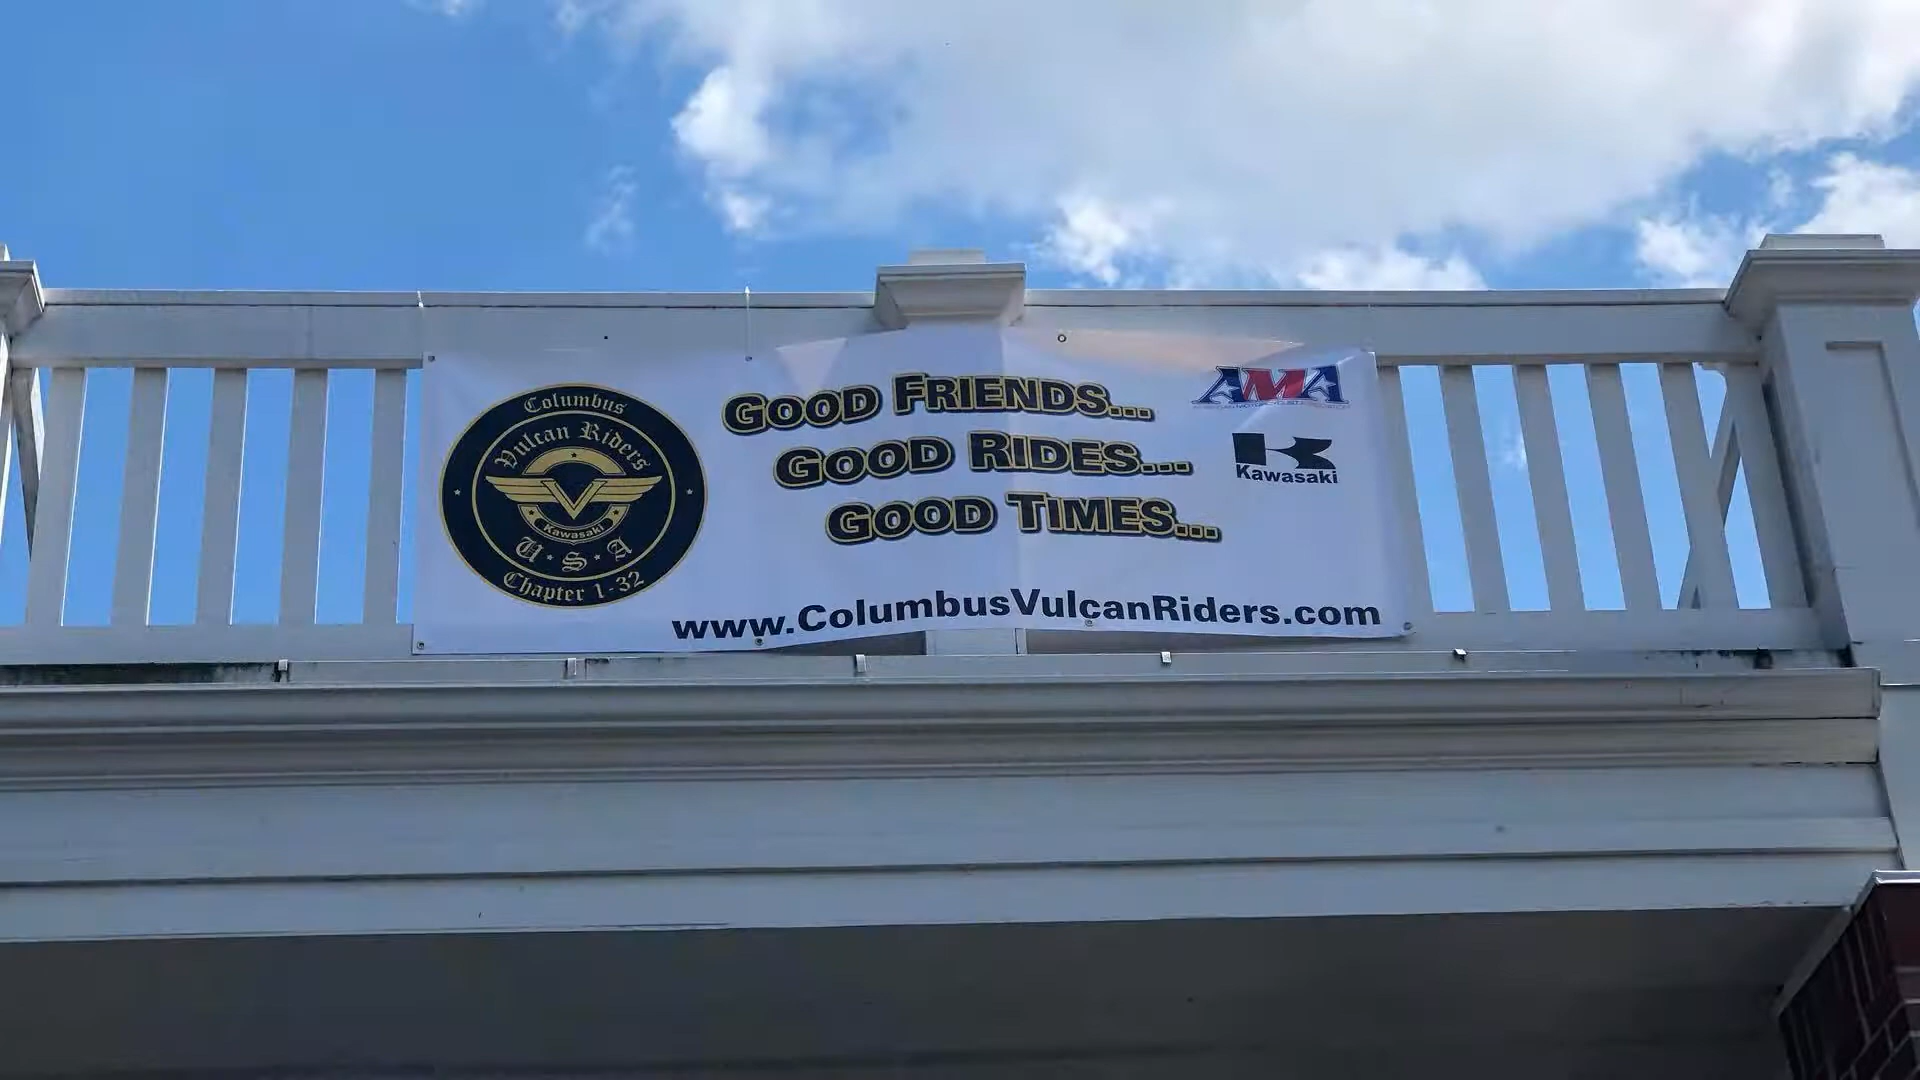 Columbus
Vulcan Riders
Kawasaki
U·S·A
Chapter 1-32
GOOD FRIENDS...
GOOD RIDES...
GOOD TIMES...
AMA
Kawasaki
www.ColumbusVulcanRiders.com